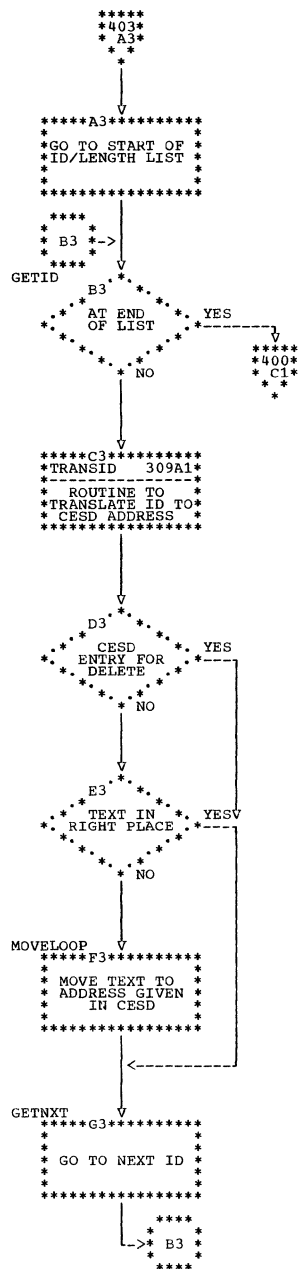 403
A3
A3
GO TO START OF
ID/LENGTH LIST
B3
GETID
B3
AT END
OF LIST
YES
400
C1
NO
C3
TRANSID 309A1
ROUTINE TO
TRANSLATE ID TO
CESD ADDRESS
D3
CESD
ENTRY FOR
DELETE
YES
NO
E3
TEXT IN
RIGHT PLACE
YES
NO
MOVELOOP
F3
MOVE TEXT TO
ADDRESS GIVEN
IN CESD
GETNXT
G3
GO TO NEXT ID
B3